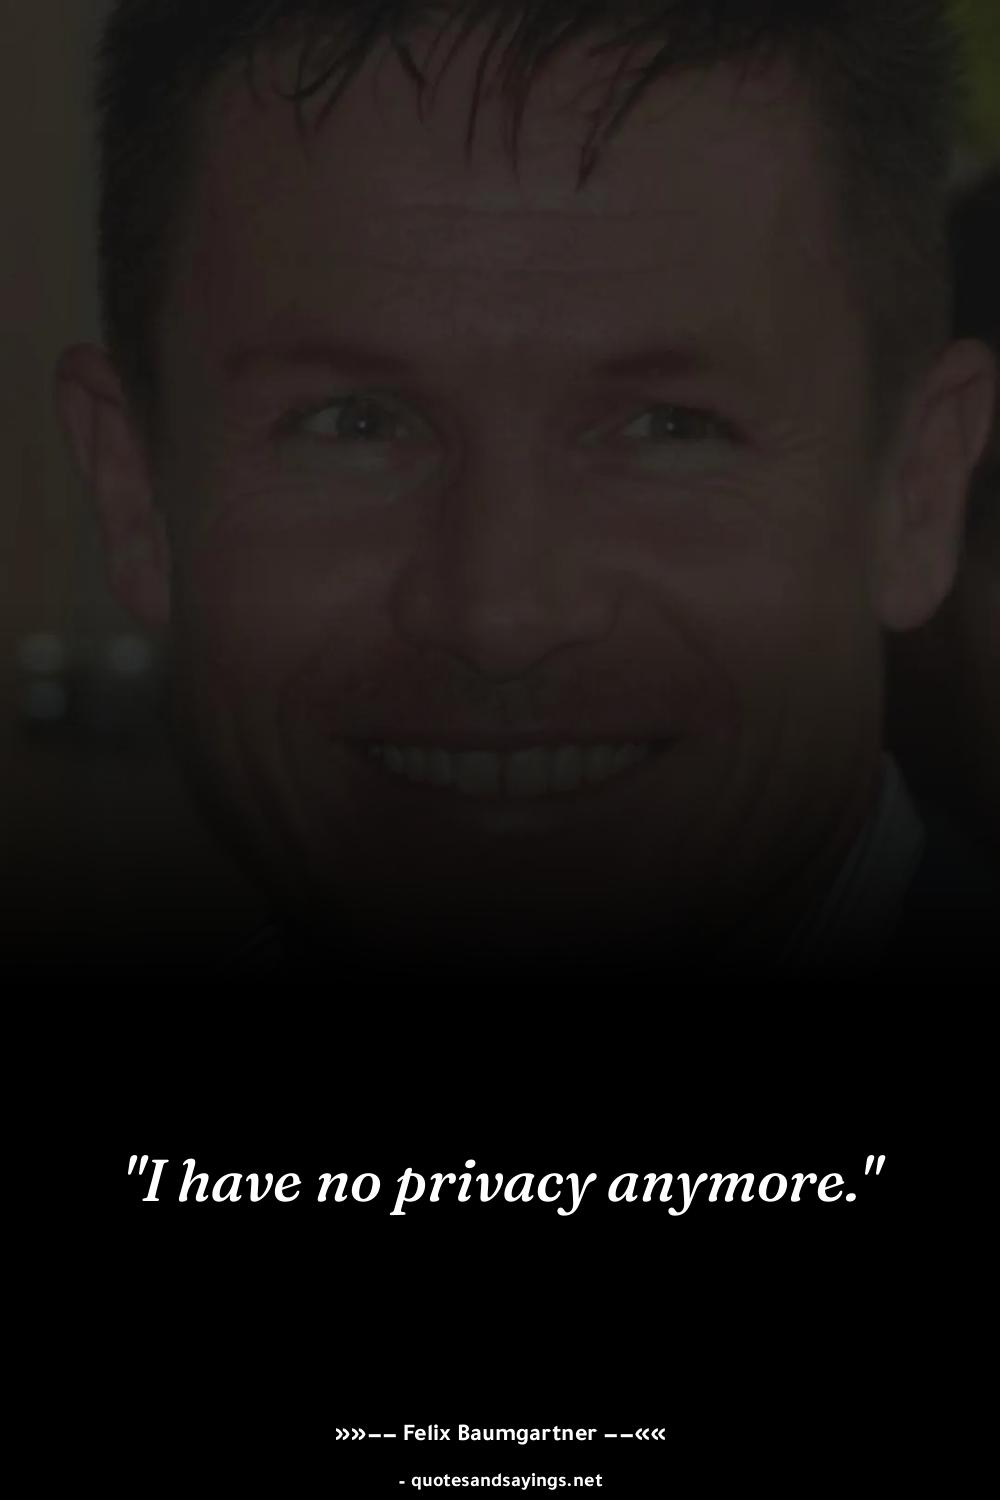 "I have no privacy anymore."
»»−− Felix Baumgartner −−««
- quotesandsayings.net